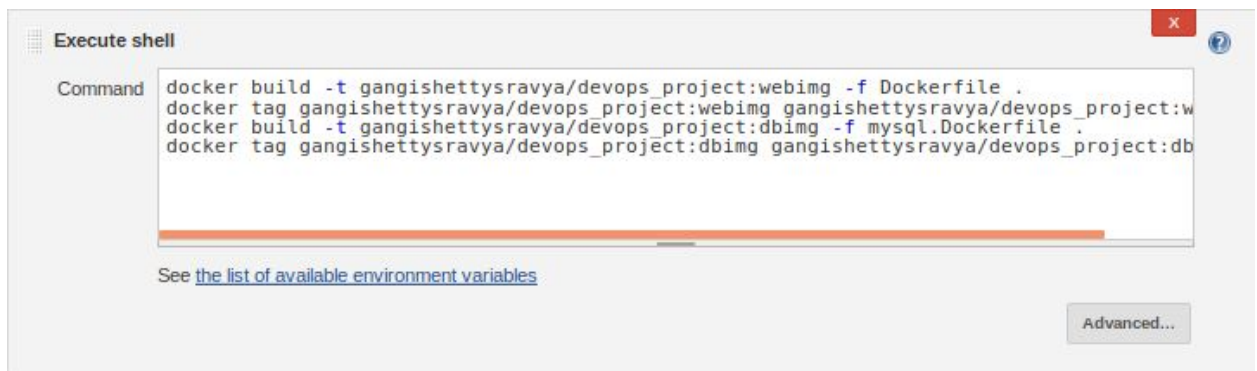 X
Execute shell
Command
docker build -t gangishettysravya/devops_project:webimg -f Dockerfile .
docker tag gangishettysravya/devops_project:webimg gangishettysravya/devops_project:w
docker build -t gangishettysravya/devops_project:dbimg -f mysql.Dockerfile .
docker tag gangishettysravya/devops_project:dbimg gangishettysravya/devops_project:db
See the list of available environment variables
Advanced...